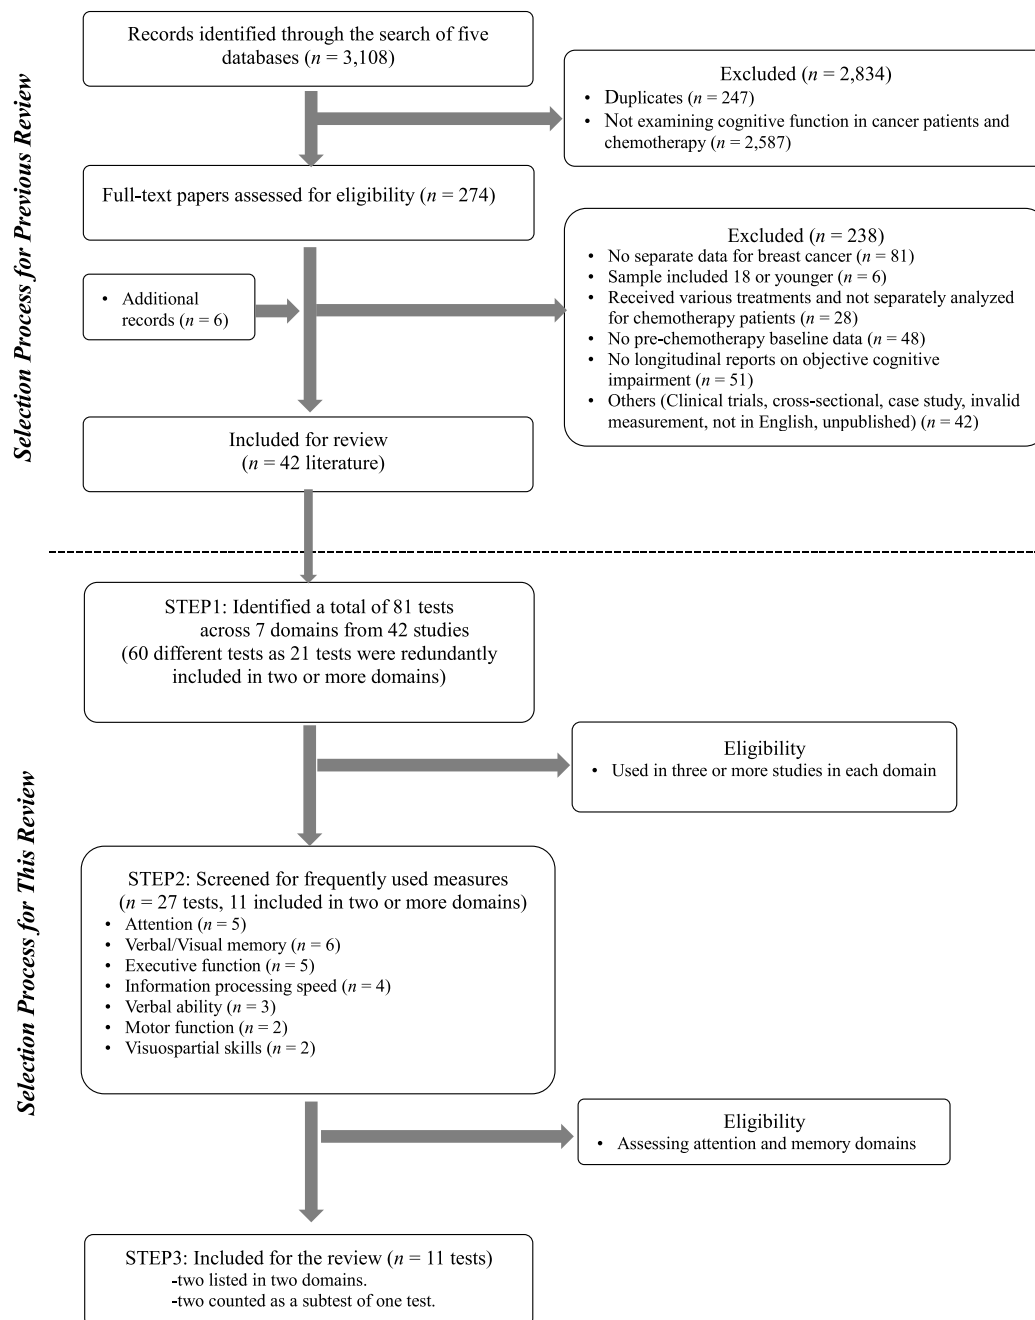 Selection Process for Previous Review
Records identified through the search of five
databases (n = 3,108)
Excluded (n = 2,834)
• Duplicates (n = 247)
• Not examining cognitive function in cancer patients and
chemotherapy (n = 2,587)
Full-text papers assessed for eligibility (n = 274)
Excluded (n = 238)
• No separate data for breast cancer (n = 81)
• Sample included 18 or younger (n = 6)
• Received various treatments and not separately analyzed
for chemotherapy patients (n = 28)
• No pre-chemotherapy baseline data (n = 48)
• No longitudinal reports on objective cognitive
impairment (n = 51)
• Others (Clinical trials, cross-sectional, case study, invalid
measurement, not in English, unpublished) (n = 42)
• Additional
records (n = 6)
Included for review
(n = 42 literature)
Selection Process for This Review
STEP1: Identified a total of 81 tests
across 7 domains from 42 studies
(60 different tests as 21 tests were redundantly
included in two or more domains)
Eligibility
• Used in three or more studies in each domain
STEP2: Screened for frequently used measures
(n = 27 tests, 11 included in two or more domains)
• Attention (n = 5)
• Verbal/Visual memory (n = 6)
• Executive function (n = 5)
• Information processing speed (n = 4)
• Verbal ability (n = 3)
• Motor function (n = 2)
• Visuospartial skills (n = 2)
Eligibility
• Assessing attention and memory domains
STEP3: Included for the review (n = 11 tests)
-two listed in two domains.
-two counted as a subtest of one test.